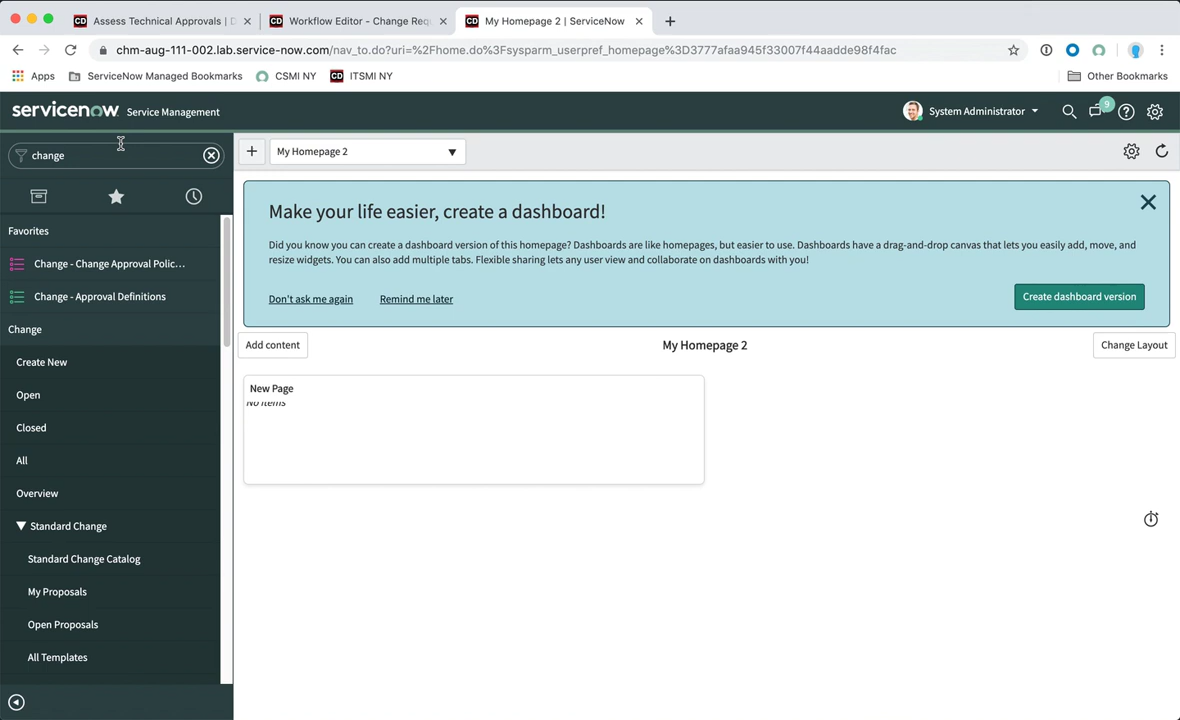 Assess Technical Approvals | D
Workflow Editor - Change Requ
My Homepage 2 | ServiceNow
chm-aug-111-002.lab.service-now.com/nav_to.do?uri=%2Fhome.do%3Fsysparm_userpref_homepage%3D3777afaa945f33007f44aadde98f4fac
Apps
ServiceNow Managed Bookmarks
CSMI NY
CD
ITSMI NY
Other Bookmarks
servicenow
Service Management
System Administrator
9
change
My Homepage 2
Favorites
Change - Change Approval Polic...
Change - Approval Definitions
Change
Create New
Open
Closed
All
Overview
Standard Change
Standard Change Catalog
My Proposals
Open Proposals
All Templates
Make your life easier, create a dashboard!
Did you know you can create a dashboard version of this homepage? Dashboards are like homepages, but easier to use. Dashboards have a drag-and-drop canvas that lets you easily add, move, and
resize widgets. You can also add multiple tabs. Flexible sharing lets any user view and collaborate on dashboards with you!
Don't ask me again
Remind me later
Create dashboard version
Add content
My Homepage 2
Change Layout
New Page
No items